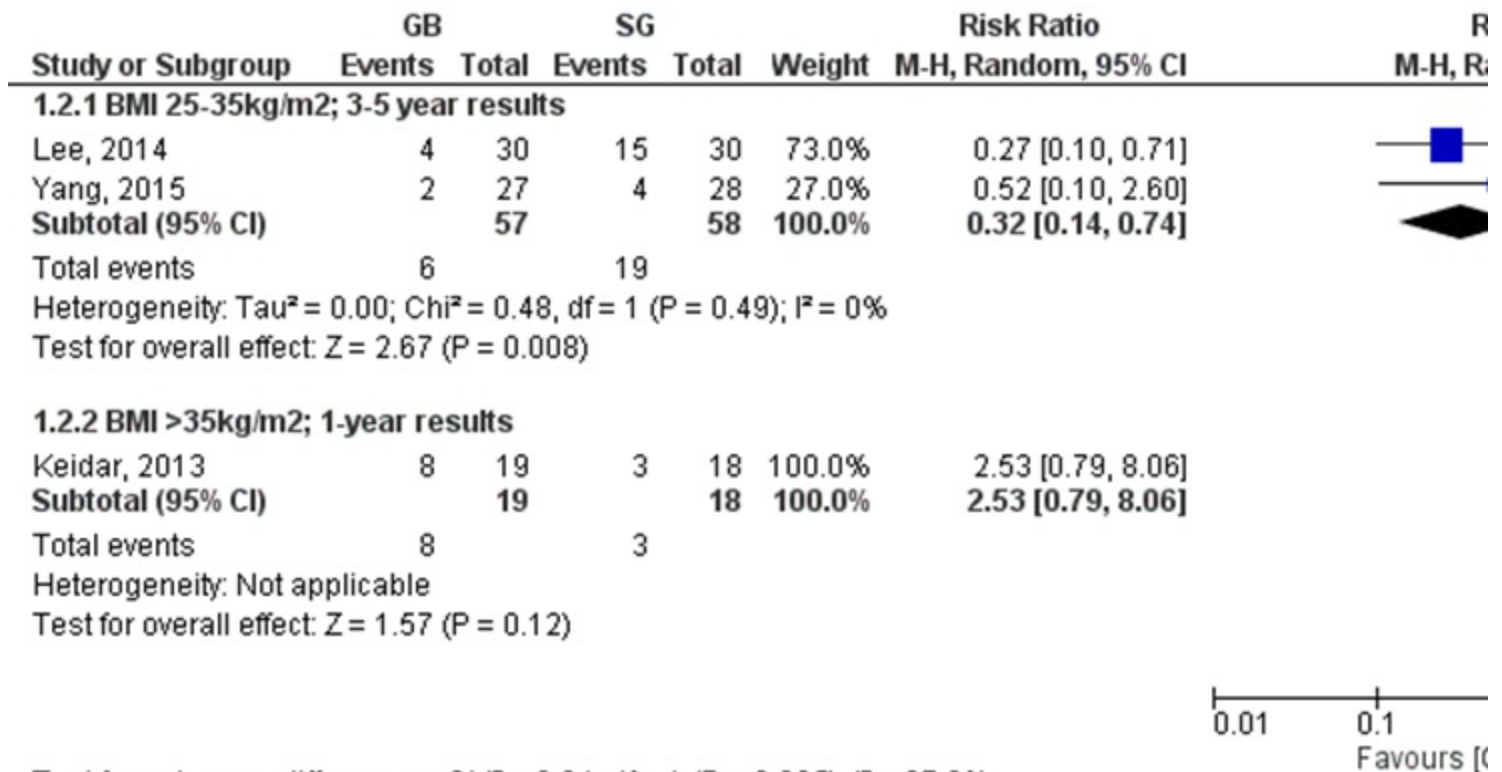 GB SG Risk Ratio R
Study or Subgroup Events Total Events Total Weight M-H, Random, 95% CI M-H, Ra
1.2.1 BMI 25-35kg/m2; 3-5 year results
Lee, 2014 4 30 15 30 73.0% 0.27 [0.10, 0.71]
Yang, 2015 2 27 4 28 27.0% 0.52 [0.10, 2.60]
Subtotal (95% CI) 57 58 100.0% 0.32 [0.14, 0.74]
Total events 6 19
Heterogeneity: Tau² = 0.00; Chi² = 0.48, df = 1 (P = 0.49); I² = 0%
Test for overall effect: Z = 2.67 (P = 0.008)
1.2.2 BMI >35kg/m2; 1-year results
Keidar, 2013 8 19 3 18 100.0% 2.53 [0.79, 8.06]
Subtotal (95% CI) 19 18 100.0% 2.53 [0.79, 8.06]
Total events 8 3
Heterogeneity: Not applicable
Test for overall effect: Z = 1.57 (P = 0.12)
0.01 0.1
Favours [